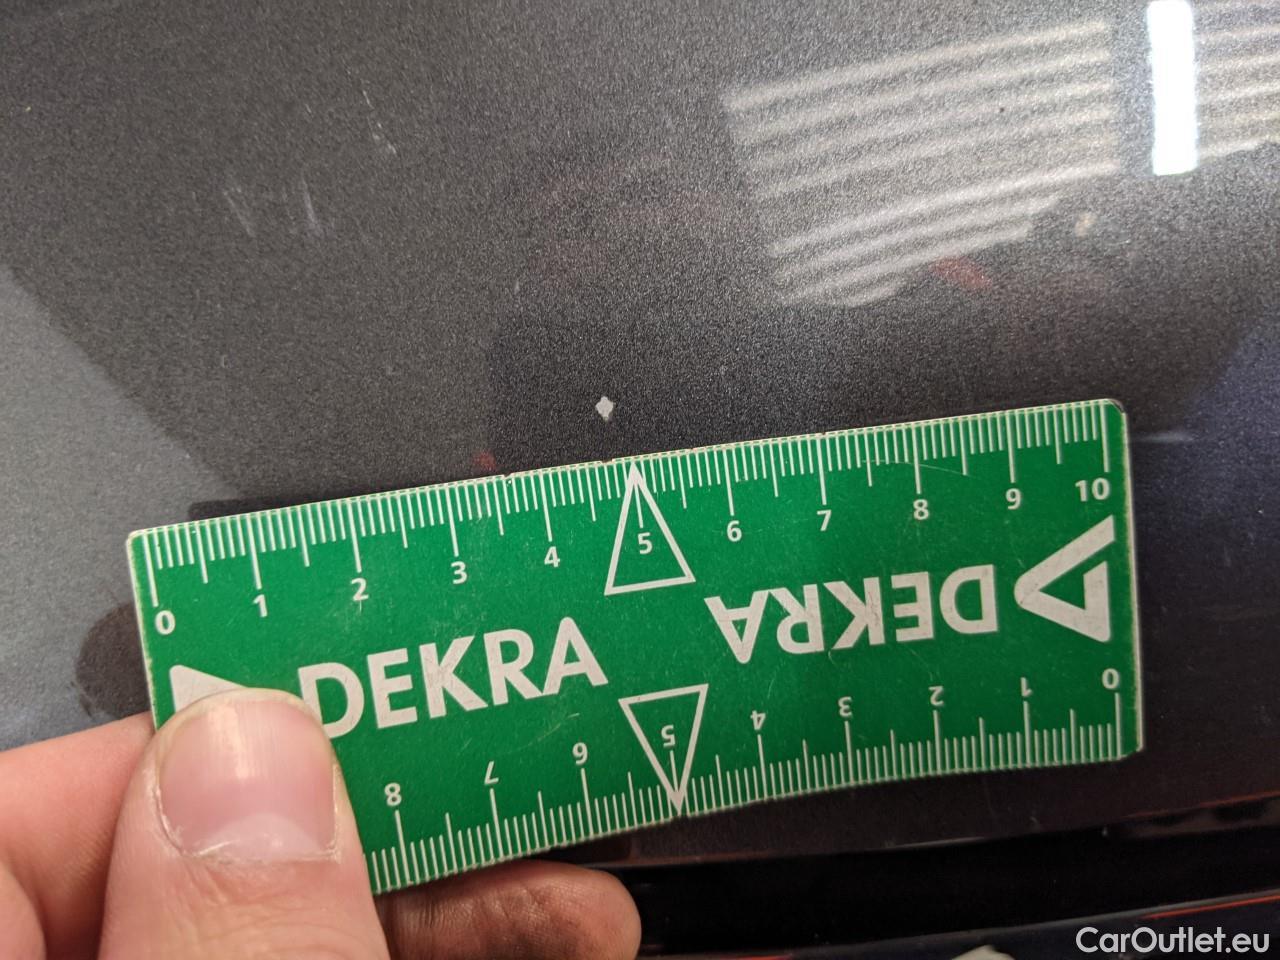 0 1 2 3 4 5 6 7 8 9 10
DEKRA
DEKRA
8 7 6 5 4 3 2 1 0
CarOutlet.eu